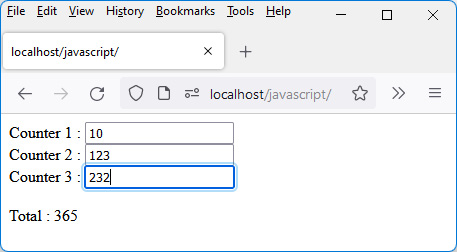 File Edit View History Bookmarks Tools Help
localhost/javascript/
localhost/javascript/
Counter 1 : 10
Counter 2 : 123
Counter 3 : 232
Total : 365